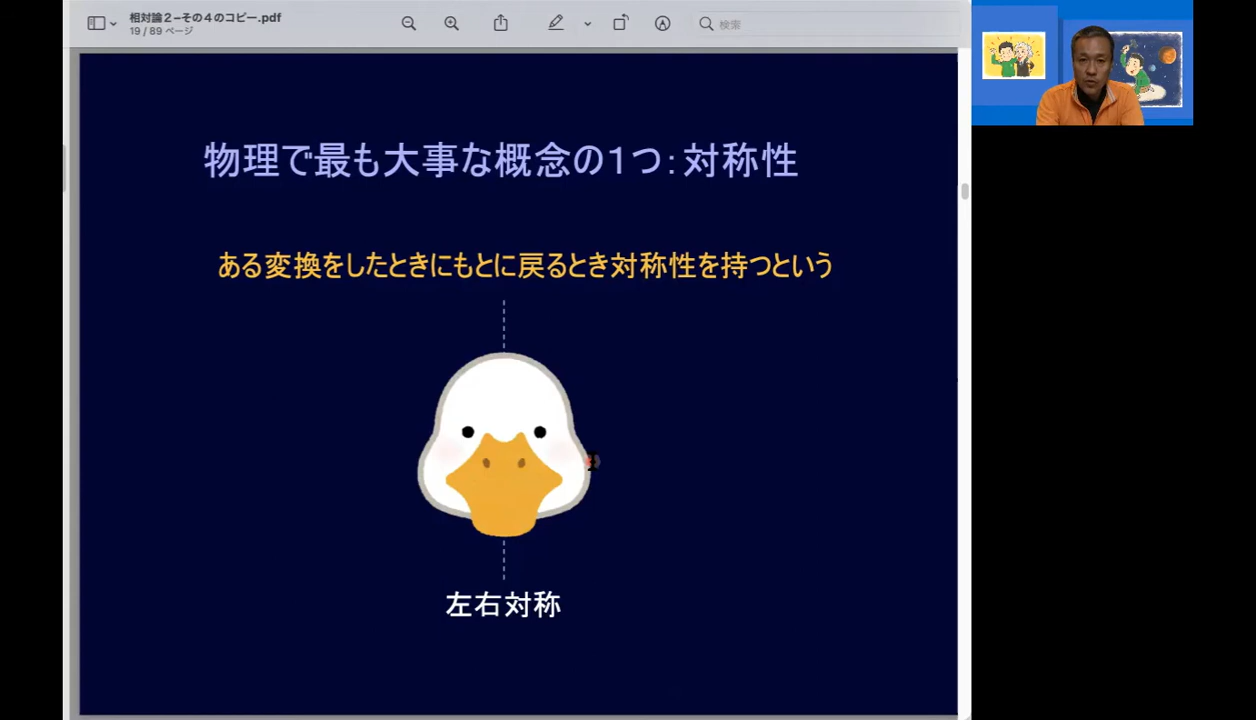 相対論2-その4のコピー.pdf
19 / 89 ページ
検索
物理で最も大事な概念の1つ:対称性
ある変換をしたときにもとに戻るとき対称性を持つという
左右対称